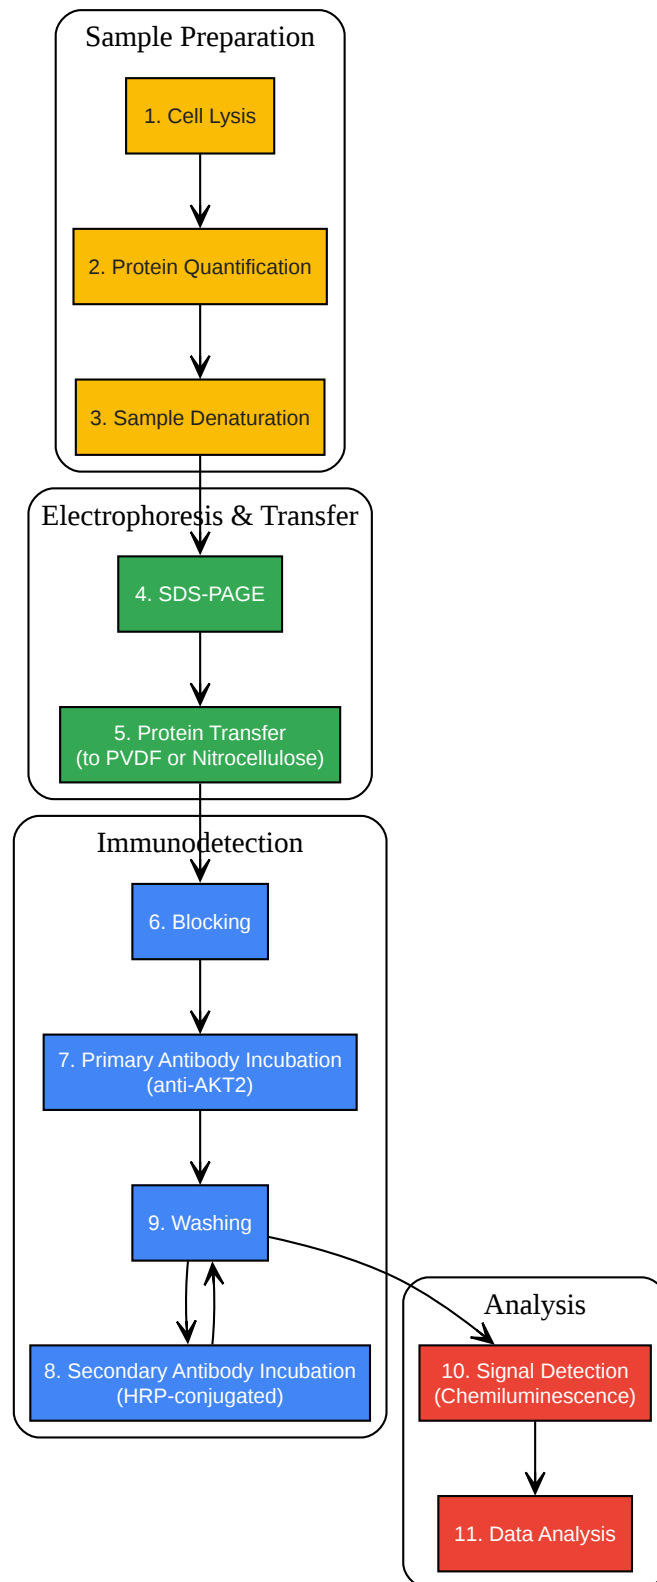 Sample Preparation
1. Cell Lysis
2. Protein Quantification
3. Sample Denaturation
Electrophoresis & Transfer
4. SDS-PAGE
5. Protein Transfer
(to PVDF or Nitrocellulose)
Immunodetection
6. Blocking
7. Primary Antibody Incubation
(anti-AKT2)
9. Washing
8. Secondary Antibody Incubation
(HRP-conjugated)
Analysis
10. Signal Detection
(Chemiluminescence)
11. Data Analysis